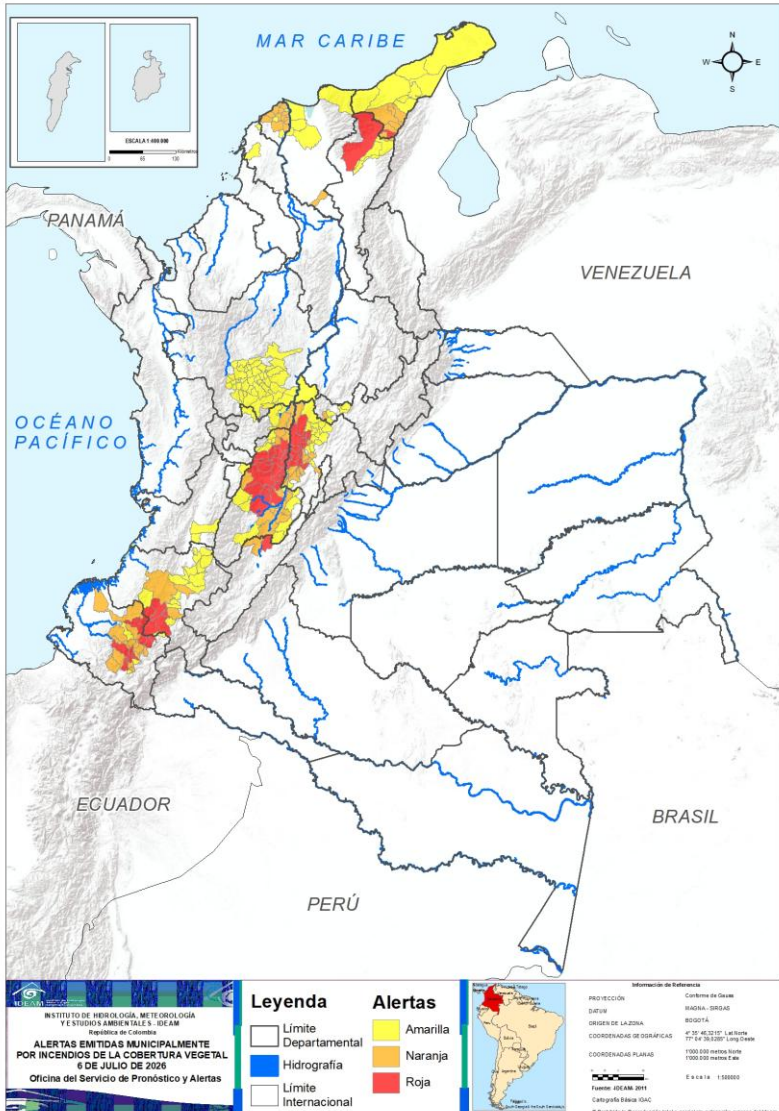 MAR CARIBE
N
W
E
S
ESCALA 1:400.000
PANAMÁ
VENEZUELA
OCÉANO
PACÍFICO
ECUADOR
BRASIL
PERÚ
IDEAM
INSTITUTO DE HIDROLOGÍA, METEOROLOGÍA
Y ESTUDIOS AMBIENTALES - IDEAM
República de Colombia
ALERTAS EMITIDAS MUNICIPALMENTE
POR INCENDIOS DE LA COBERTURA VEGETAL
6 DE JULIO DE 2026
Oficina del Servicio de Pronóstico y Alertas
Leyenda
Límite
Departamental
Hidrografía
Límite
Internacional
Alertas
Amarilla
Naranja
Roja
Información de Referencia
PROYECCIÓN Conforme de Gauss
DATUM MAGNA - SIRGAS
ORIGEN DE LA ZONA BOGOTÁ
COORDENADAS GEOGRÁFICAS
COORDENADAS PLANAS 1'000.000 metros Norte
1'000.000 metros Este
Fuente: IDEAM 2011
Cartografía Básica IGAC